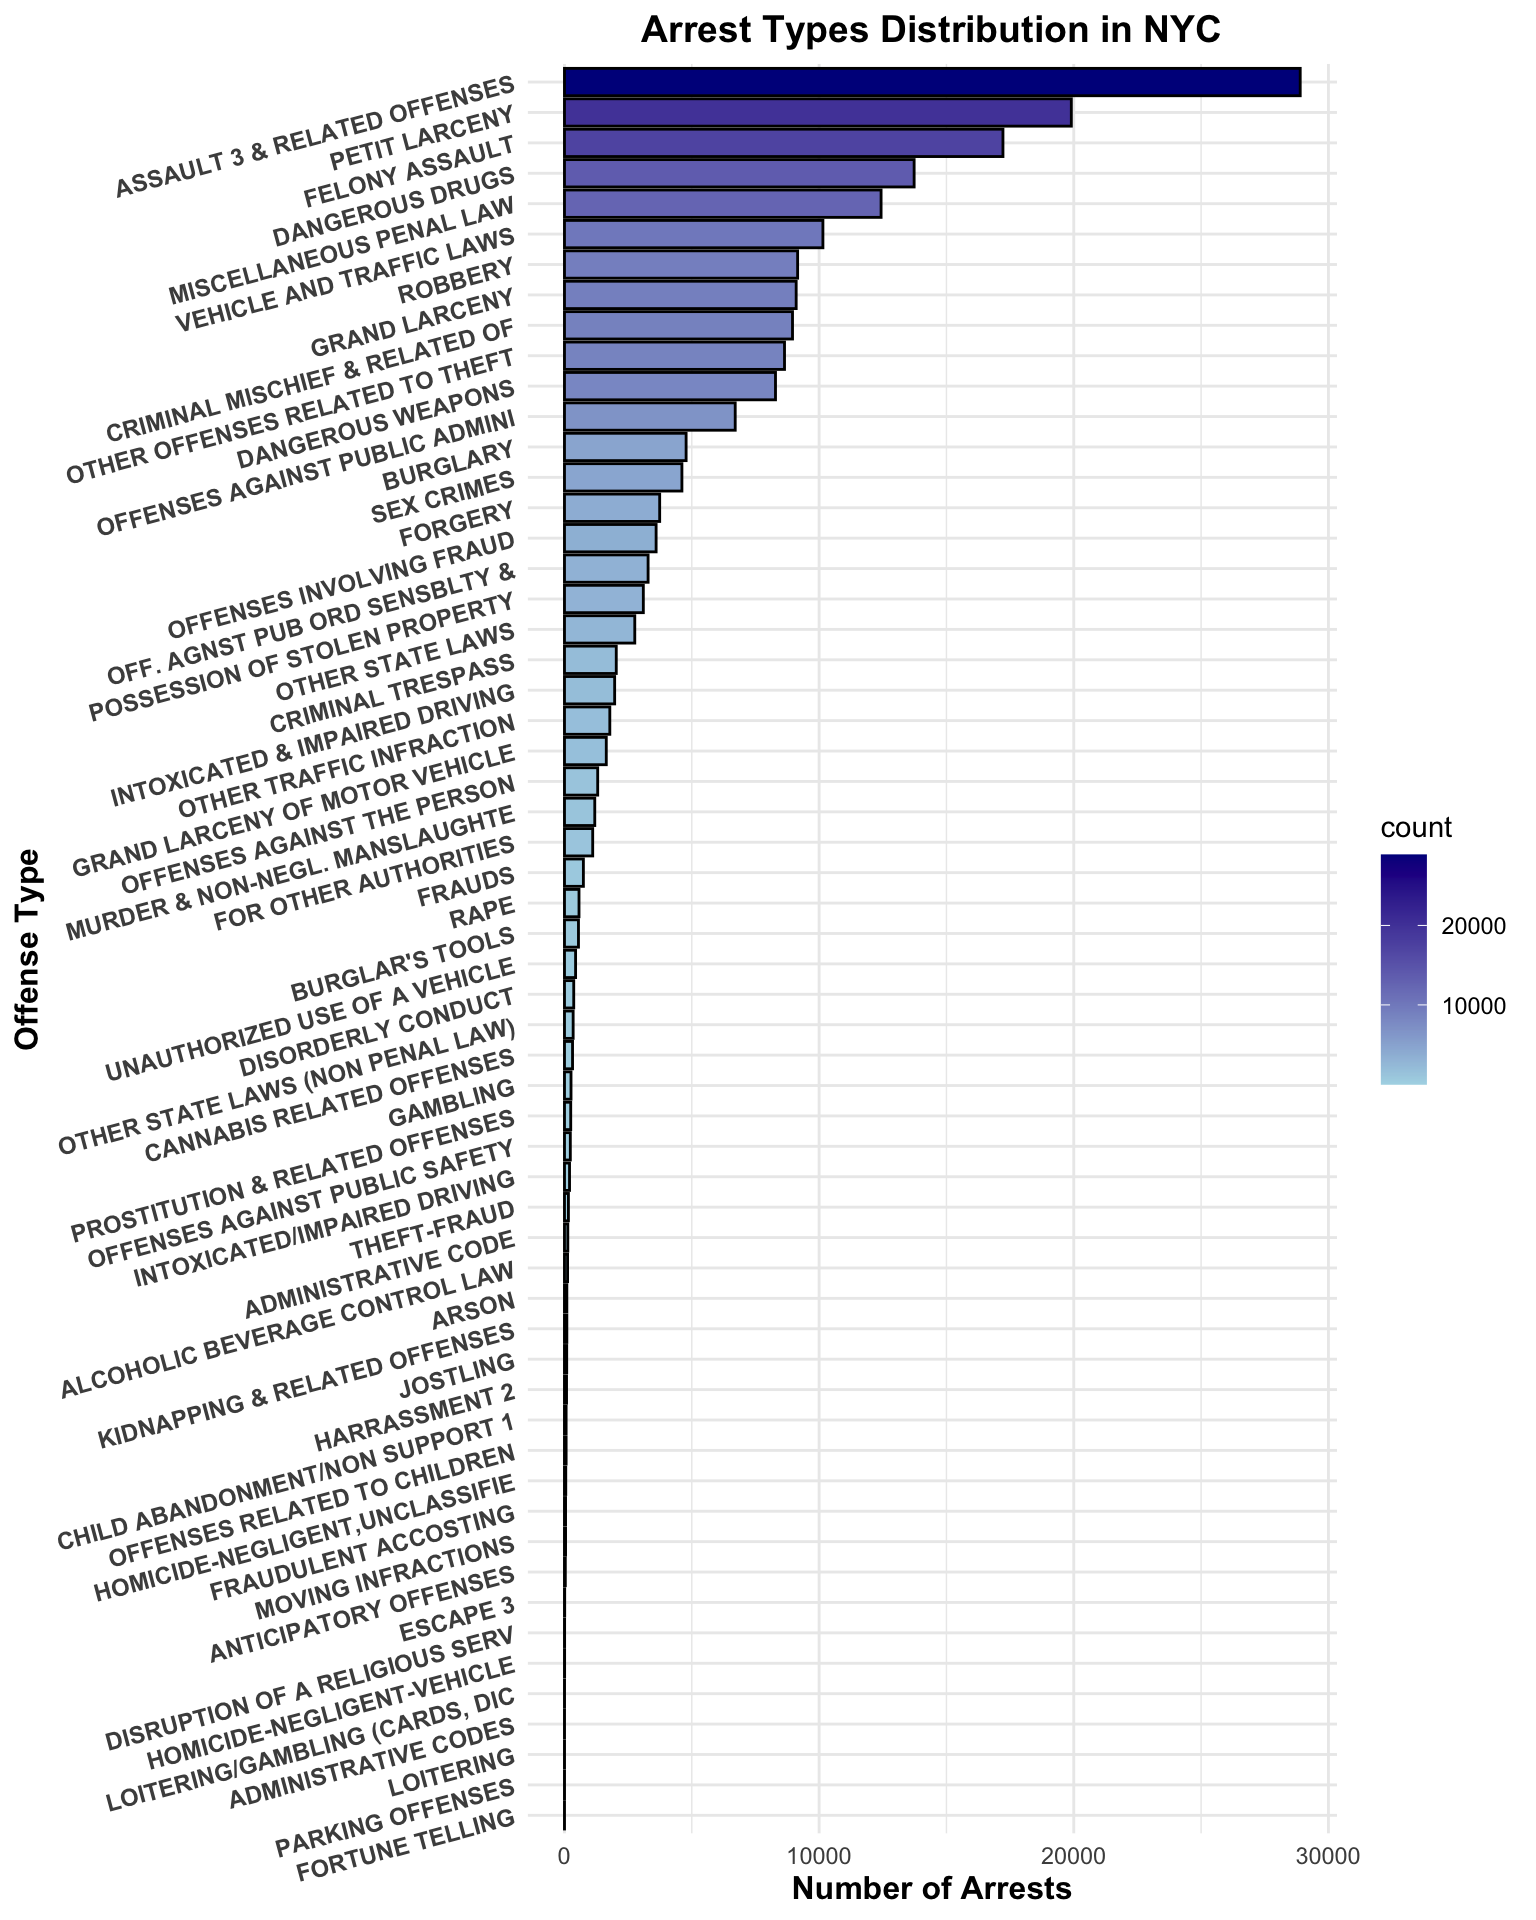 Arrest Types Distribution in NYC
Offense Type
ASSAULT 3 & RELATED OFFENSES
PETIT LARCENY
FELONY ASSAULT
DANGEROUS DRUGS
MISCELLANEOUS PENAL LAW
VEHICLE AND TRAFFIC LAWS
ROBBERY
GRAND LARCENY
CRIMINAL MISCHIEF & RELATED OF
OTHER OFFENSES RELATED TO THEFT
DANGEROUS WEAPONS
OFFENSES AGAINST PUBLIC ADMINI
BURGLARY
SEX CRIMES
FORGERY
OFFENSES INVOLVING FRAUD
OFF. AGNST PUB ORD SENSBLTY &
POSSESSION OF STOLEN PROPERTY
OTHER STATE LAWS
CRIMINAL TRESPASS
INTOXICATED & IMPAIRED DRIVING
OTHER TRAFFIC INFRACTION
GRAND LARCENY OF MOTOR VEHICLE
OFFENSES AGAINST THE PERSON
MURDER & NON-NEGL. MANSLAUGHTE
FOR OTHER AUTHORITIES
FRAUDS
RAPE
BURGLAR'S TOOLS
UNAUTHORIZED USE OF A VEHICLE
DISORDERLY CONDUCT
OTHER STATE LAWS (NON PENAL LAW)
CANNABIS RELATED OFFENSES
GAMBLING
PROSTITUTION & RELATED OFFENSES
OFFENSES AGAINST PUBLIC SAFETY
INTOXICATED/IMPAIRED DRIVING
THEFT-FRAUD
ADMINISTRATIVE CODE
ALCOHOLIC BEVERAGE CONTROL LAW
ARSON
KIDNAPPING & RELATED OFFENSES
JOSTLING
HARRASSMENT 2
CHILD ABANDONMENT/NON SUPPORT 1
OFFENSES RELATED TO CHILDREN
HOMICIDE-NEGLIGENT,UNCLASSIFIE
FRAUDULENT ACCOSTING
MOVING INFRACTIONS
ANTICIPATORY OFFENSES
ESCAPE 3
DISRUPTION OF A RELIGIOUS SERV
HOMICIDE-NEGLIGENT-VEHICLE
LOITERING/GAMBLING (CARDS, DIC
ADMINISTRATIVE CODES
LOITERING
PARKING OFFENSES
FORTUNE TELLING
0 10000 20000 30000
Number of Arrests
count
20000
10000